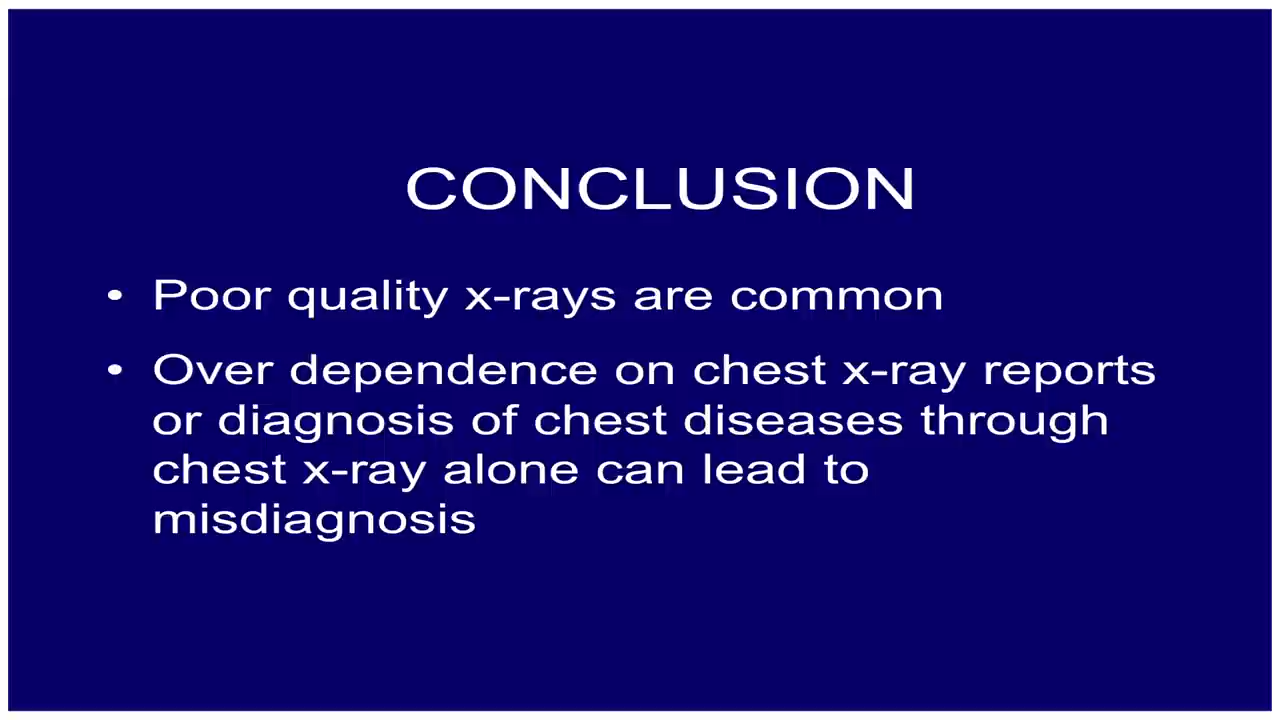 CONCLUSION
• Poor quality x-rays are common
• Over dependence on chest x-ray reports
or diagnosis of chest diseases through
chest x-ray alone can lead to
misdiagnosis